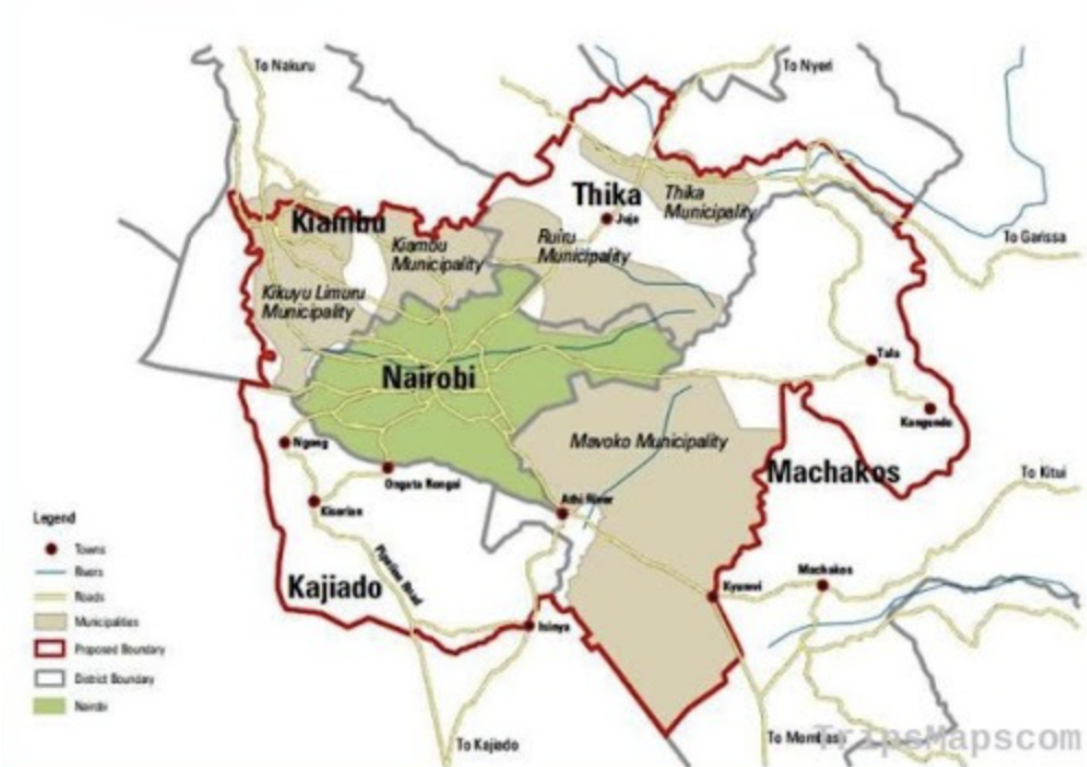 To Nakuru
To Nyeri
Thika
Thika
Municipality
Juja
Kiambu
Kiambu
Municipality
Ruiru
Municipality
To Garissa
Kikuyu Limuru
Municipality
Nairobi
Tala
Kangundo
Ngong
Mavoko Municipality
Machakos
To Kitui
Ongata Rongai
Athi River
Kiserian
Legend
Towns
Rivers
Roads
Municipalities
Proposed Boundary
District Boundary
Nairobi
Pipeline Road
Kajiado
Machakos
Kyumvi
Isinya
To Kajiado
To Mombasa
TripsMapscom